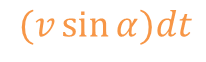 (v sin α)dt